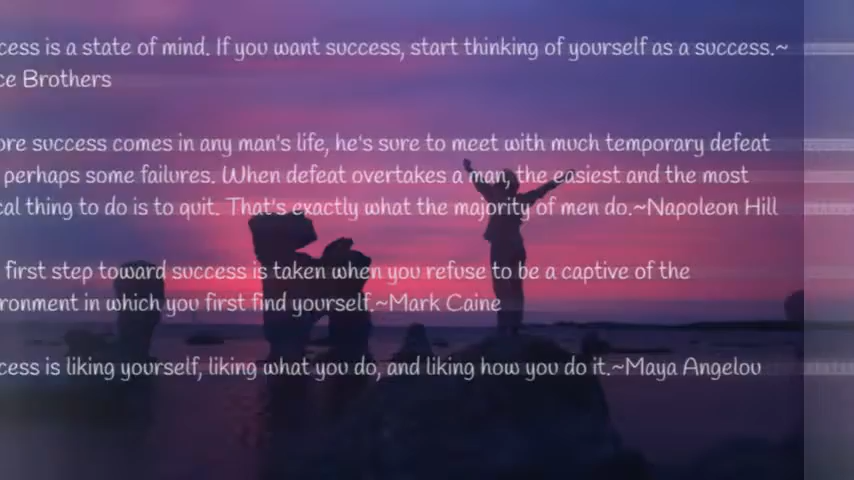 cess is a state of mind. If you want success, start thinking of yourself as a success.~
ce Brothers
ore success comes in any man's life, he's sure to meet with much temporary defeat
perhaps some failures. When defeat overtakes a man, the easiest and the most
cal thing to do is to quit. That's exactly what the majority of men do.~Napoleon Hill
first step toward success is taken when you refuse to be a captive of the
ronment in which you first find yourself.~Mark Caine
cess is liking yourself, liking what you do, and liking how you do it.~Maya Angelou